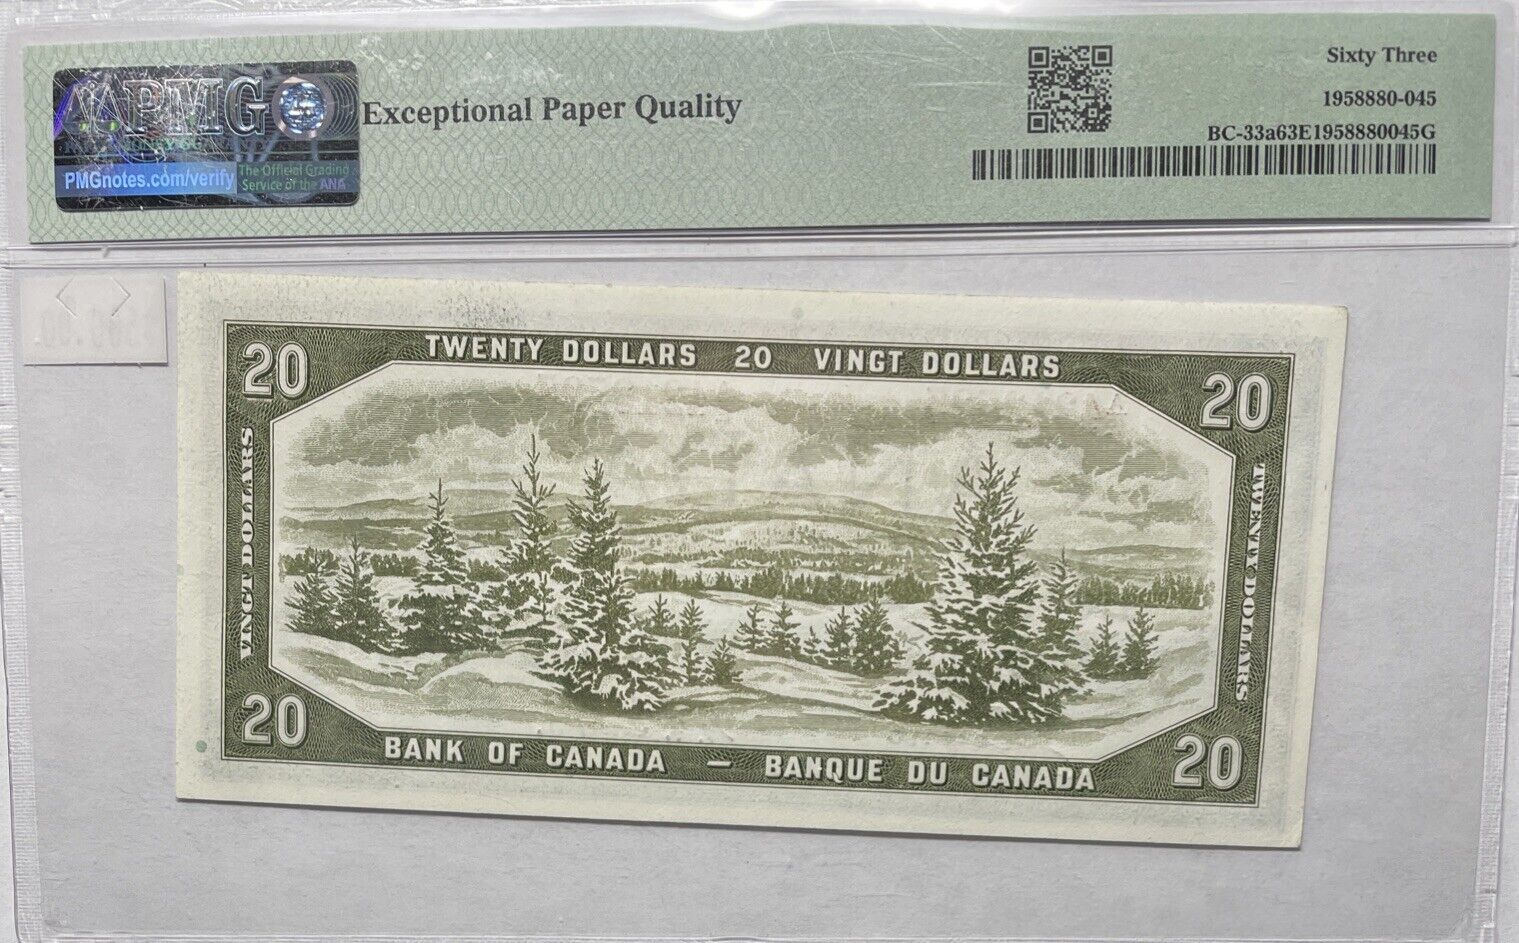 PMG
PMGnotes.com/verify
The Official Grading
Service of the ANA
Exceptional Paper Quality
Sixty Three
1958880-045
BC-33a63E1958880045G
TWENTY DOLLARS 20 VINGT DOLLARS
20
20
VINGT DOLLARS
TWENTY DOLLARS
20
20
BANK OF CANADA — BANQUE DU CANADA